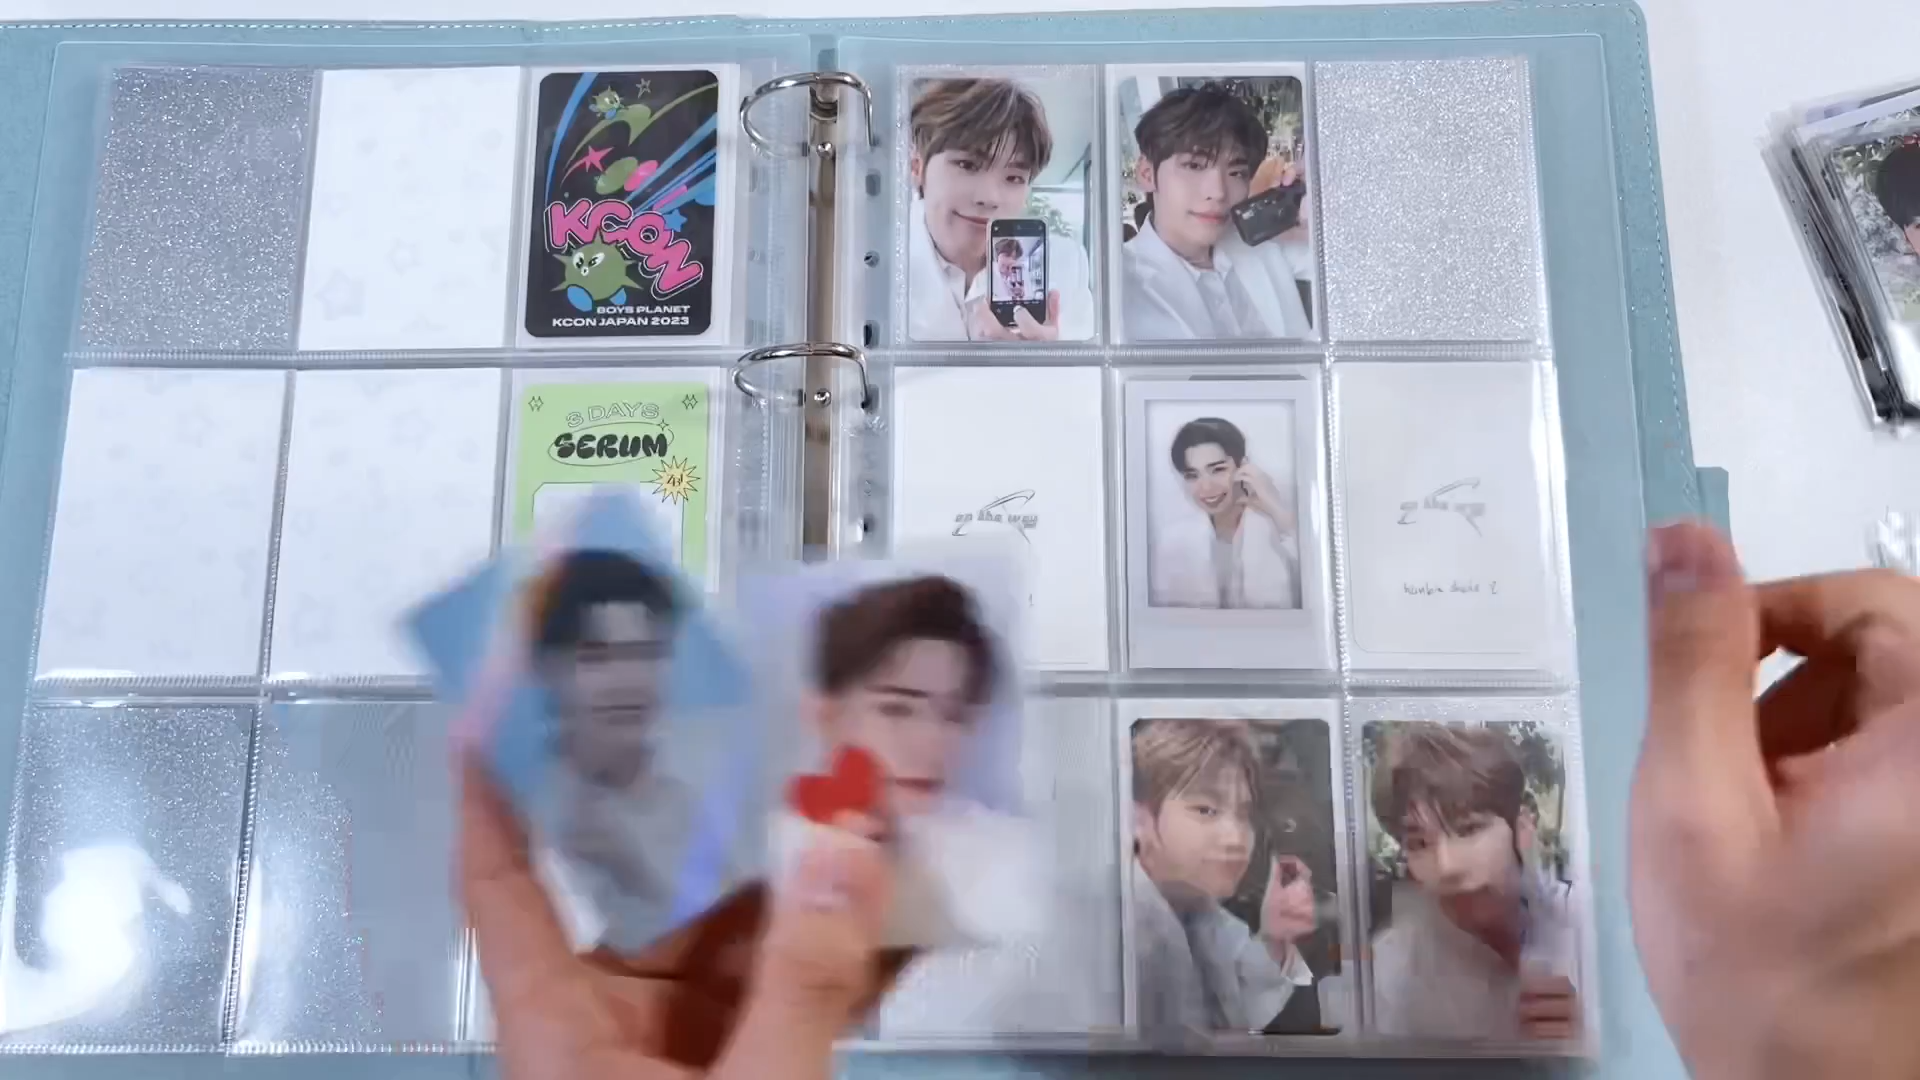 KCON
BOYS PLANET
KCON JAPAN 2023
3 DAYS
SERUM
on the way
on the way